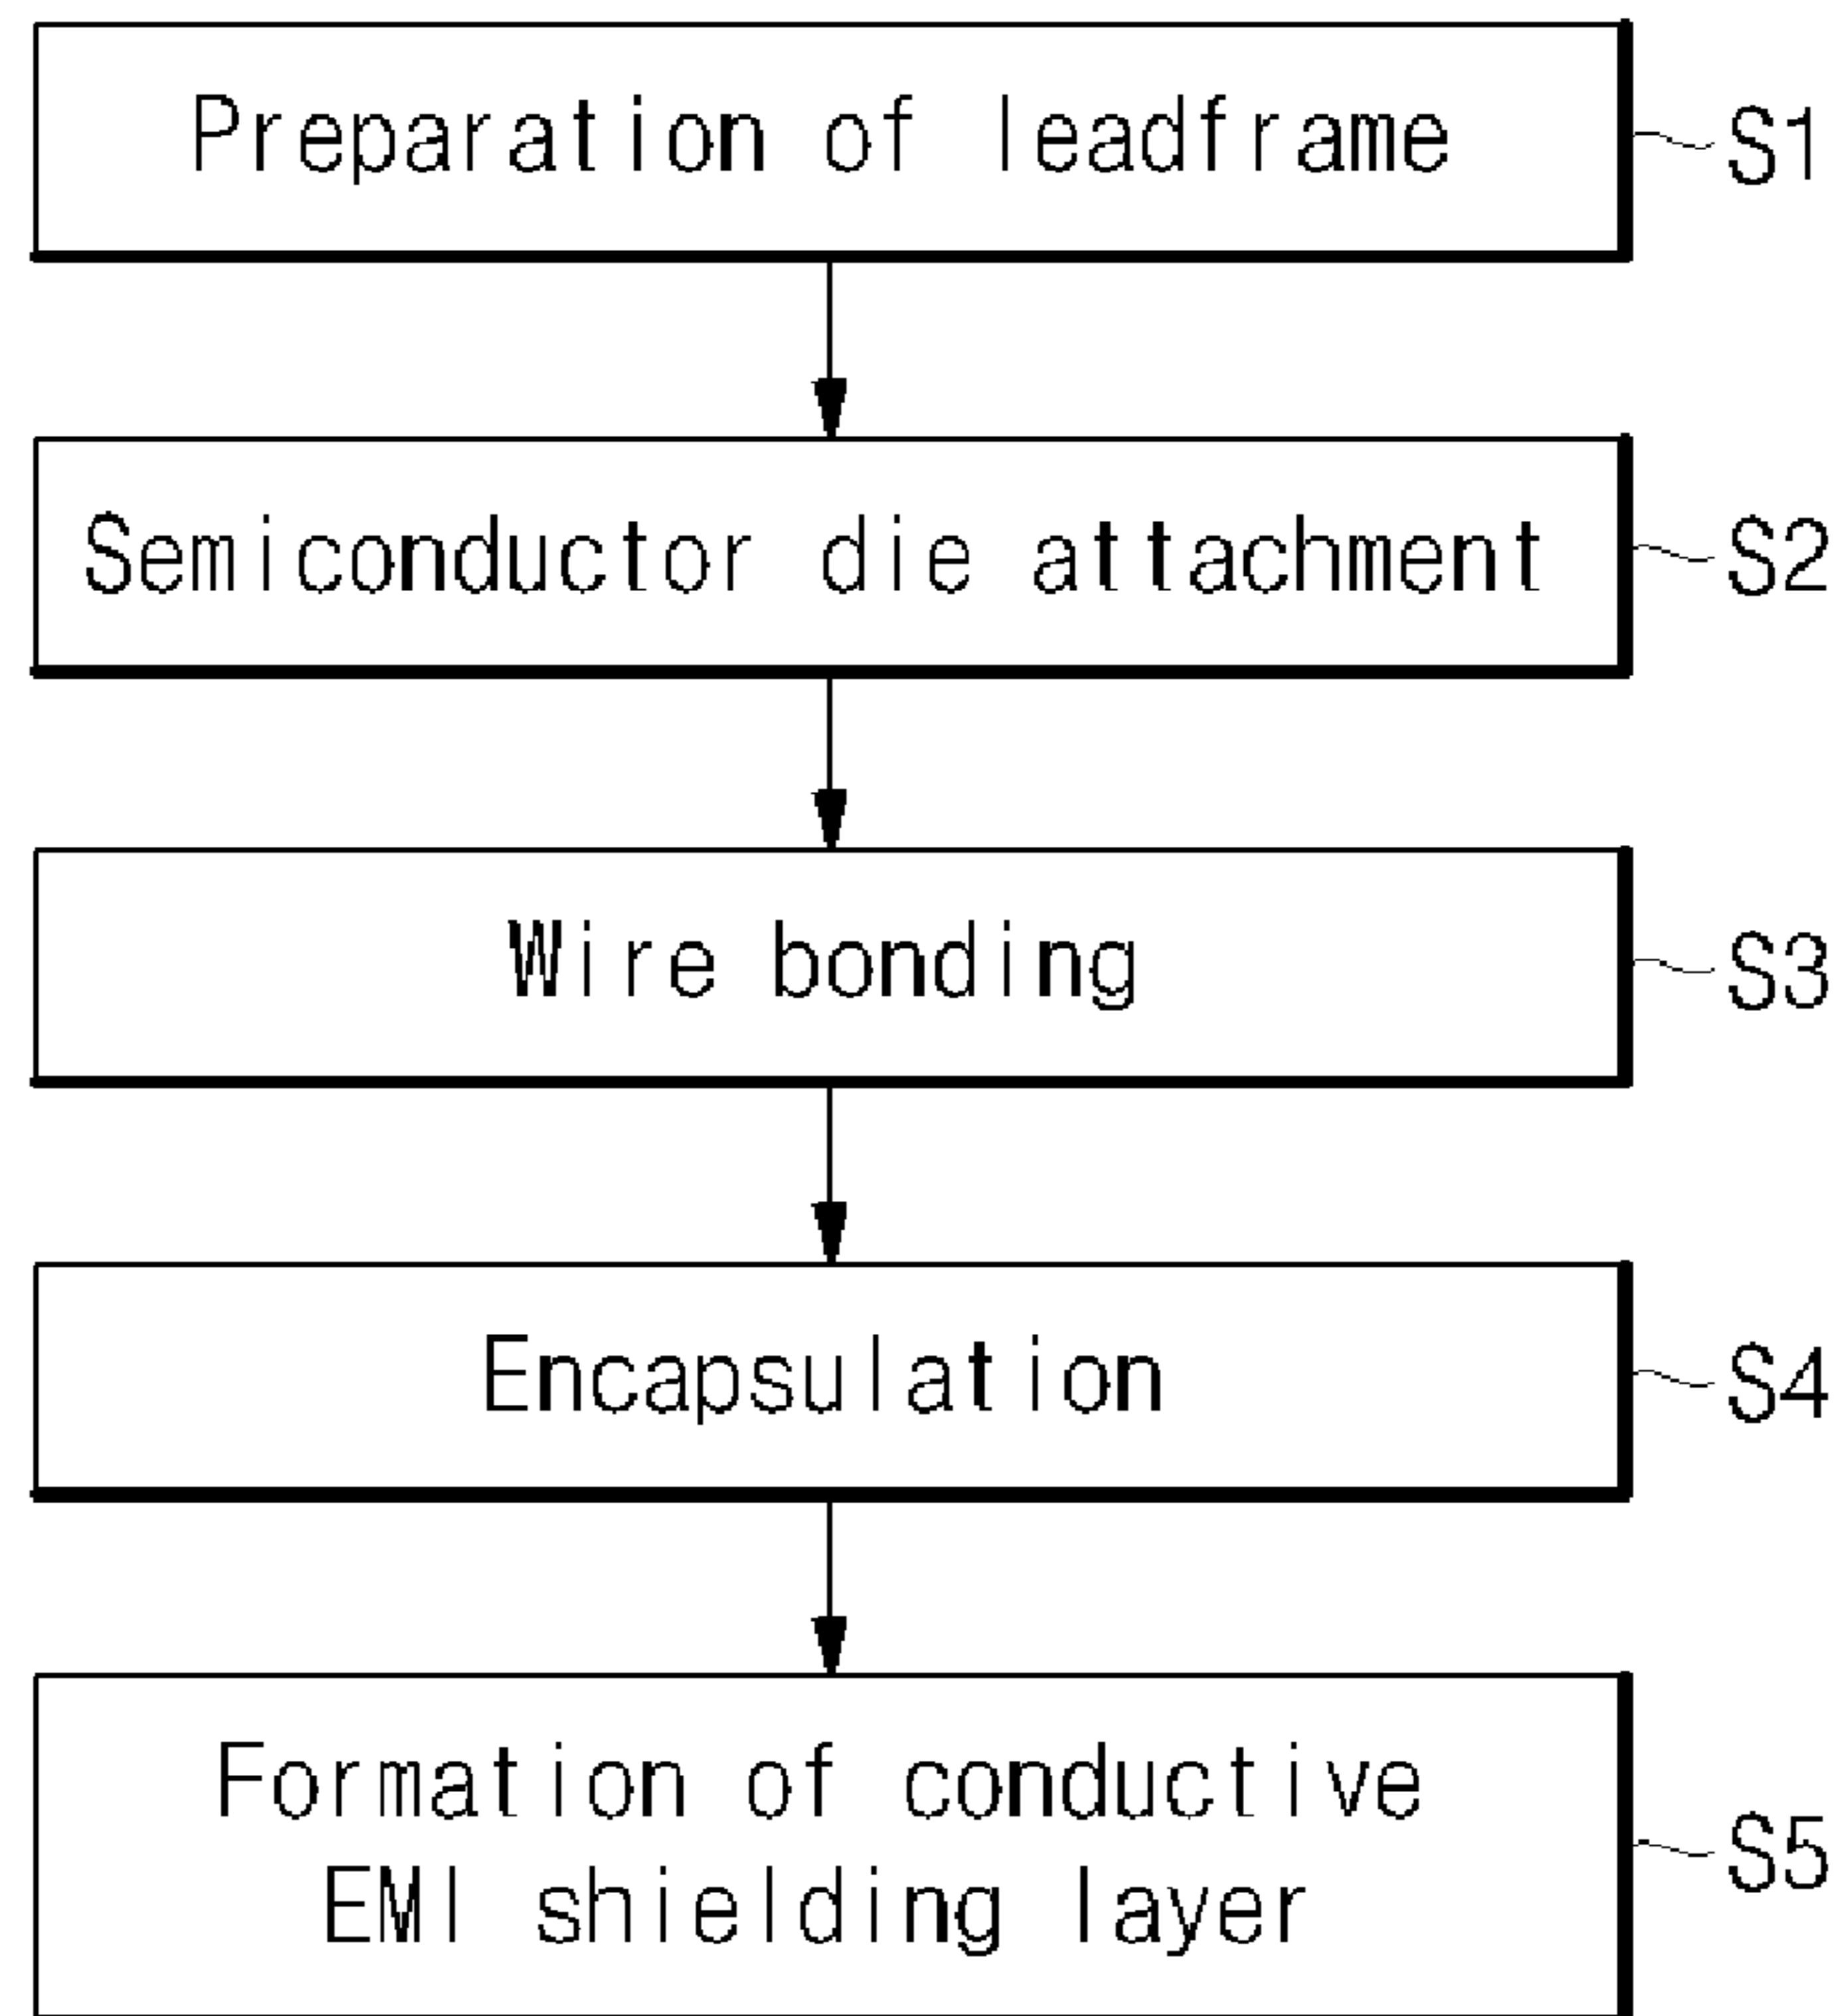 Preparation of leadframe
S1
Semiconductor die attachment
S2
Wire bonding
S3
Encapsulation
S4
Formation of conductive
EMI shielding layer
S5